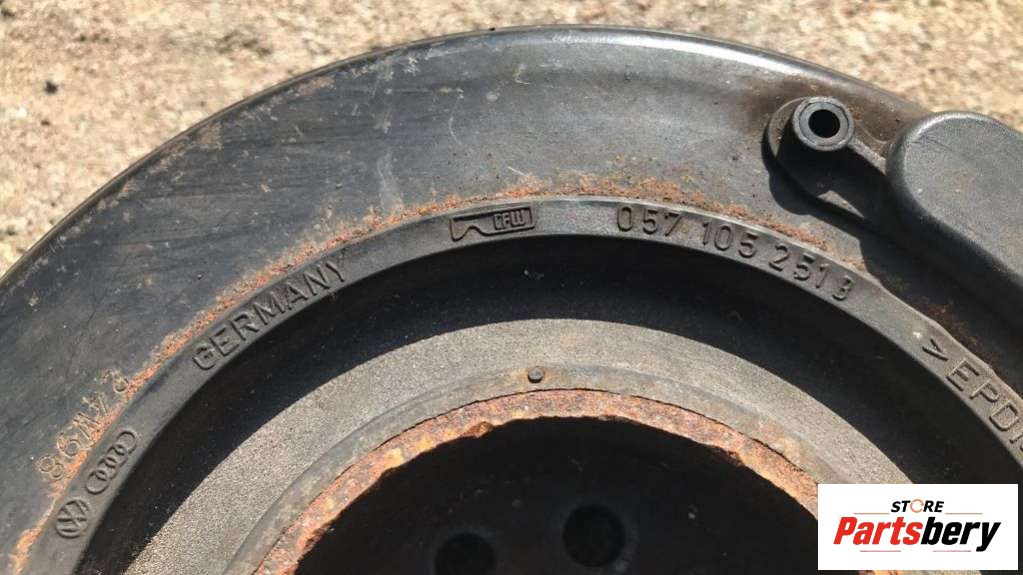 GERMANY
057 105 251 B
>EPDM
STORE
Partsbery